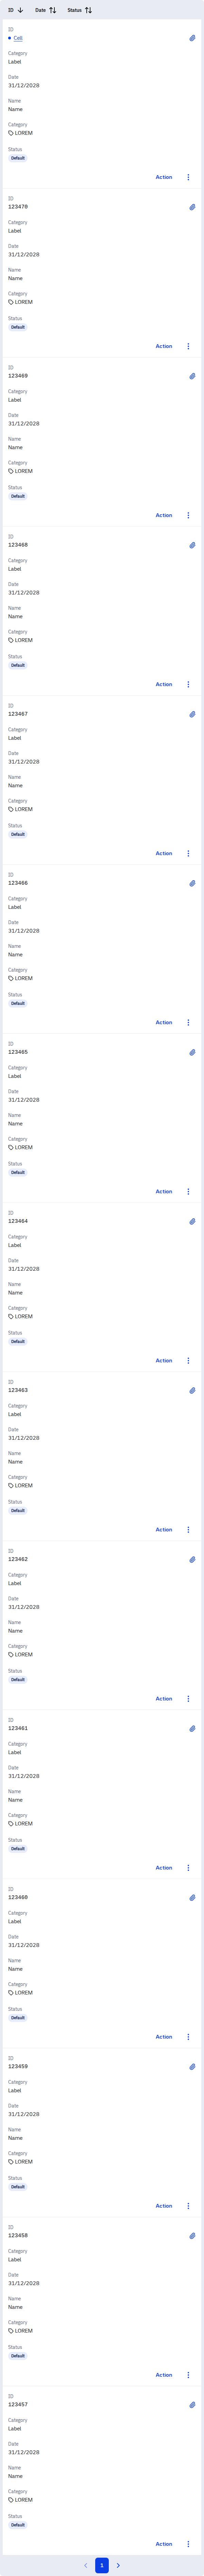 ID Date Status
ID
Cell
Category
Label
Date
31/12/2028
Name
Name
Category
LOREM
Status
Default
Action
ID
123470
Category
Label
Date
31/12/2028
Name
Name
Category
LOREM
Status
Default
Action
ID
123469
Category
Label
Date
31/12/2028
Name
Name
Category
LOREM
Status
Default
Action
ID
123468
Category
Label
Date
31/12/2028
Name
Name
Category
LOREM
Status
Default
Action
ID
123467
Category
Label
Date
31/12/2028
Name
Name
Category
LOREM
Status
Default
Action
ID
123466
Category
Label
Date
31/12/2028
Name
Name
Category
LOREM
Status
Default
Action
ID
123465
Category
Label
Date
31/12/2028
Name
Name
Category
LOREM
Status
Default
Action
ID
123464
Category
Label
Date
31/12/2028
Name
Name
Category
LOREM
Status
Default
Action
ID
123463
Category
Label
Date
31/12/2028
Name
Name
Category
LOREM
Status
Default
Action
ID
123462
Category
Label
Date
31/12/2028
Name
Name
Category
LOREM
Status
Default
Action
ID
123461
Category
Label
Date
31/12/2028
Name
Name
Category
LOREM
Status
Default
Action
ID
123460
Category
Label
Date
31/12/2028
Name
Name
Category
LOREM
Status
Default
Action
ID
123459
Category
Label
Date
31/12/2028
Name
Name
Category
LOREM
Status
Default
Action
ID
123458
Category
Label
Date
31/12/2028
Name
Name
Category
LOREM
Status
Default
Action
ID
123457
Category
Label
Date
31/12/2028
Name
Name
Category
LOREM
Status
Default
Action
1